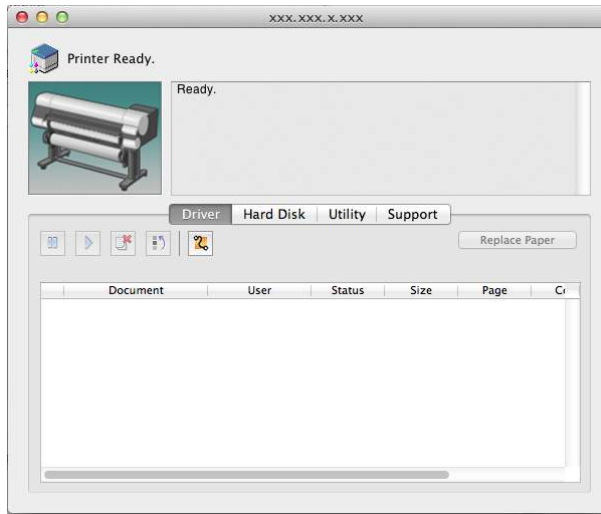 xxx.xxx.x.xxx
Printer Ready.
Ready.
Driver Hard Disk Utility Support
Replace Paper
Document User Status Size Page